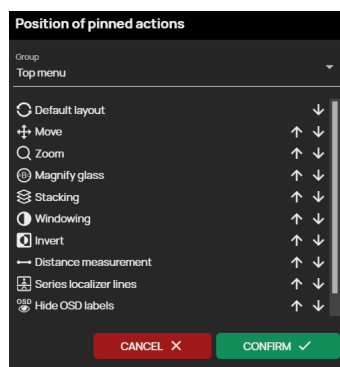 Position of pinned actions
Group
Top menu
Default layout
Move
Zoom
Magnify glass
Stacking
Windowing
Invert
Distance measurement
Series localizer lines
OSD Hide OSD labels
CANCEL
CONFIRM